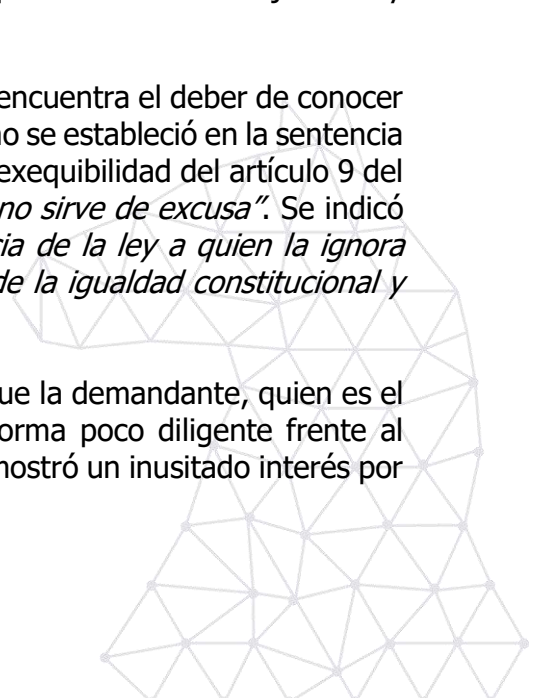 encuentra el deber de conocer
no se estableció en la sentencia
exequibilidad del artículo 9 del
no sirve de excusa”. Se indicó
cia de la ley a quien la ignora
de la igualdad constitucional y
ue la demandante, quien es el
orma poco diligente frente al
mostró un inusitado interés por